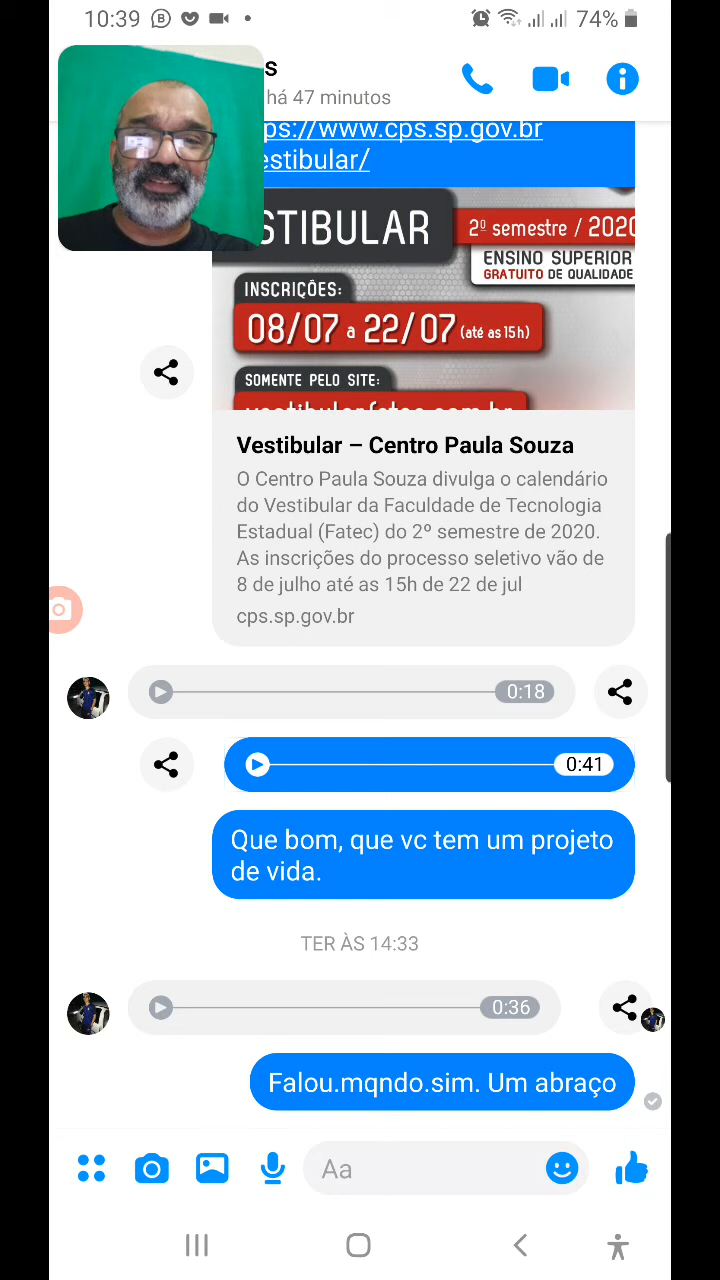 10:39
74%
s
há 47 minutos
ps://www.cps.sp.gov.br
estibular/
STIBULAR
2º semestre / 2020
ENSINO SUPERIOR
GRATUITO DE QUALIDADE
INSCRIÇÕES:
08/07 a 22/07 (até as 15h)
SOMENTE PELO SITE:
vestibularfatec.com.br
Vestibular – Centro Paula Souza
O Centro Paula Souza divulga o calendário
do Vestibular da Faculdade de Tecnologia
Estadual (Fatec) do 2º semestre de 2020.
As inscrições do processo seletivo vão de
8 de julho até as 15h de 22 de jul
cps.sp.gov.br
0:18
0:41
Que bom, que vc tem um projeto
de vida.
TER ÀS 14:33
0:36
Falou.mqndo.sim. Um abraço
Aa